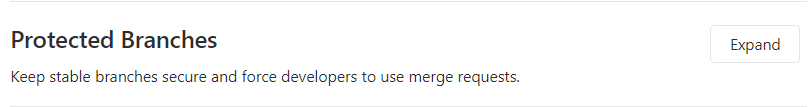 Protected Branches
Expand
Keep stable branches secure and force developers to use merge requests.